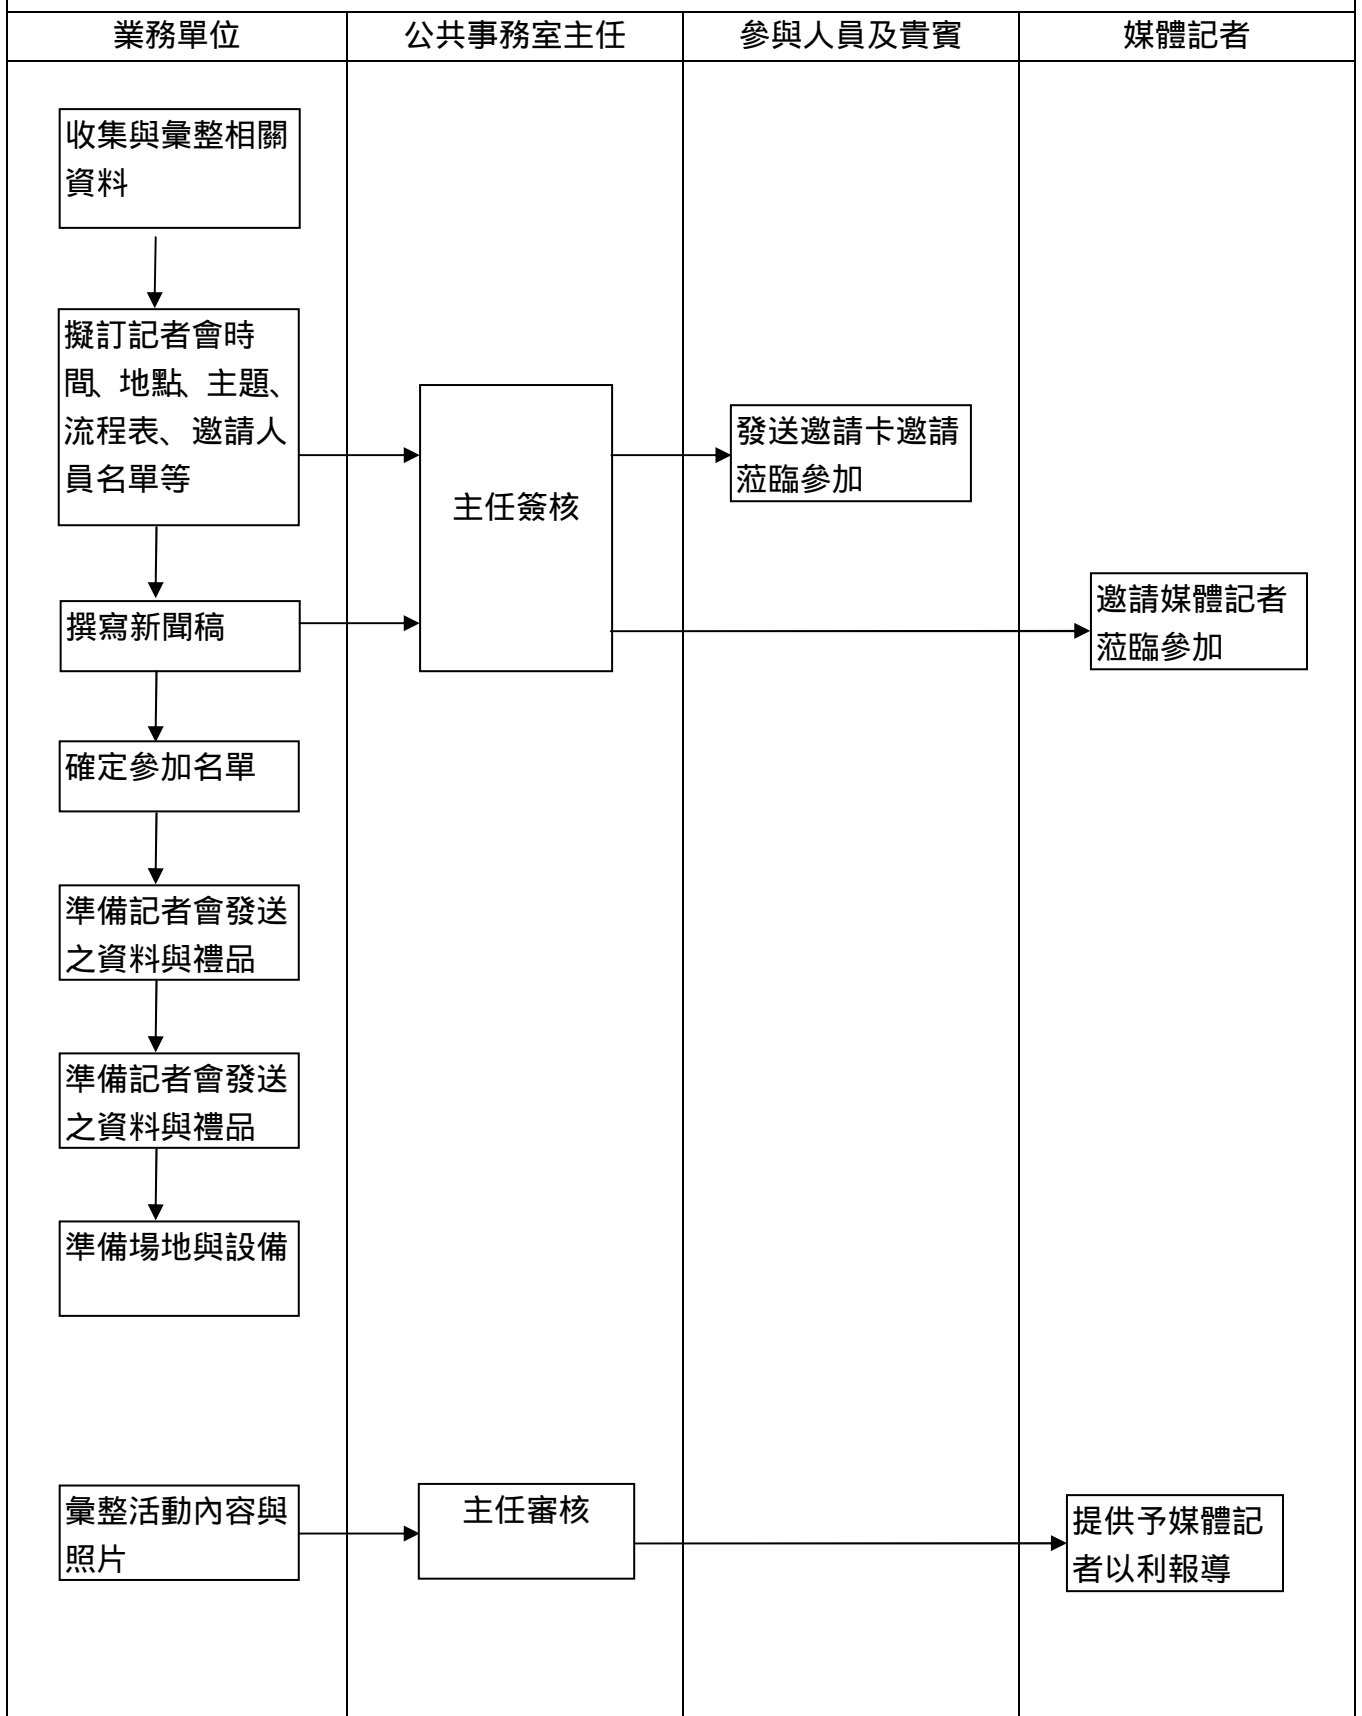 業務單位
公共事務室主任
參與人員及貴賓
媒體記者
收集與彙整相關
資料
擬訂記者會時
間、地點、主題、
流程表、邀請人
員名單等
主任簽核
發送邀請卡邀請
蒞臨參加
撰寫新聞稿
邀請媒體記者
蒞臨參加
確定參加名單
準備記者會發送
之資料與禮品
準備記者會發送
之資料與禮品
準備場地與設備
彙整活動內容與
照片
主任審核
提供予媒體記
者以利報導